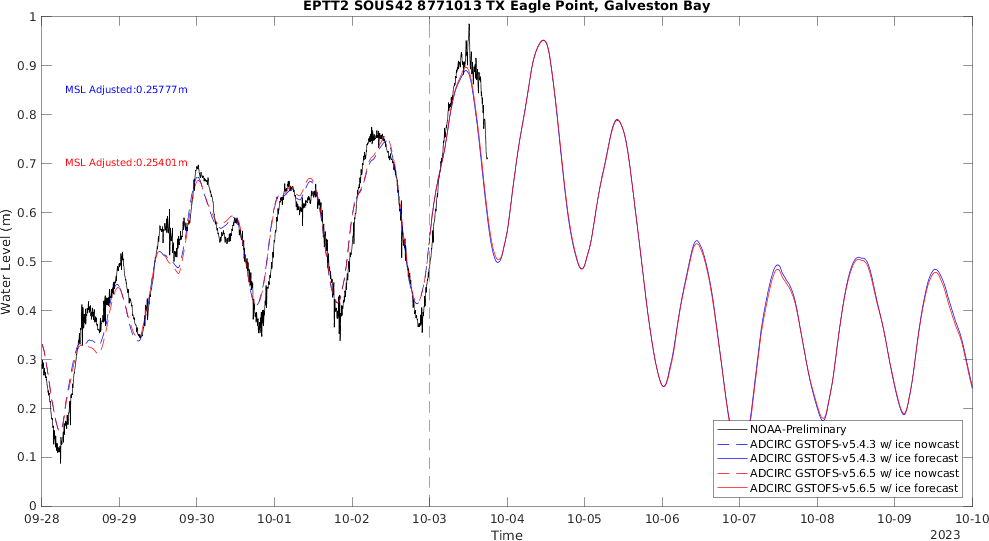 EPTT2 SOUS42 8771013 TX Eagle Point, Galveston Bay
1
0.9
0.8
0.7
0.6
0.5
0.4
0.3
0.2
0.1
0
Water Level (m)
MSL Adjusted:0.25777m
MSL Adjusted:0.25401m
NOAA-Preliminary
ADCIRC GSTOFS-v5.4.3 w/ ice nowcast
ADCIRC GSTOFS-v5.4.3 w/ ice forecast
ADCIRC GSTOFS-v5.6.5 w/ ice nowcast
ADCIRC GSTOFS-v5.6.5 w/ ice forecast
09-28 09-29 09-30 10-01 10-02 10-03 10-04 10-05 10-06 10-07 10-08 10-09 10-10
Time
2023